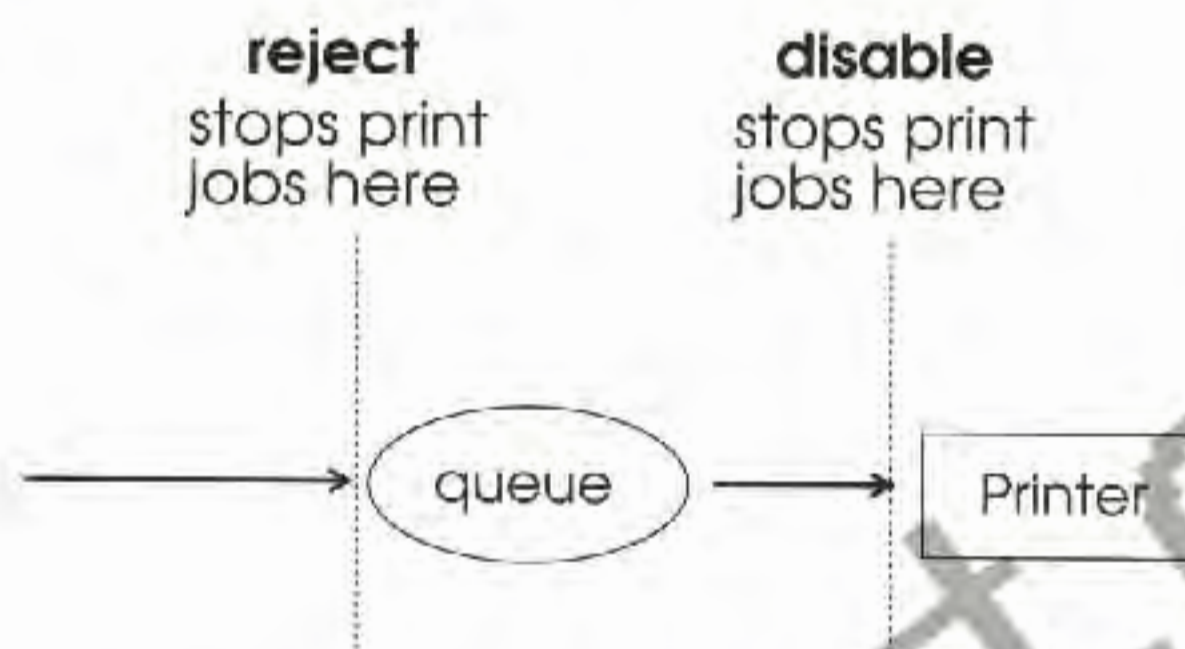 reject
stops print
jobs here
disable
stops print
jobs here
queue
Printer